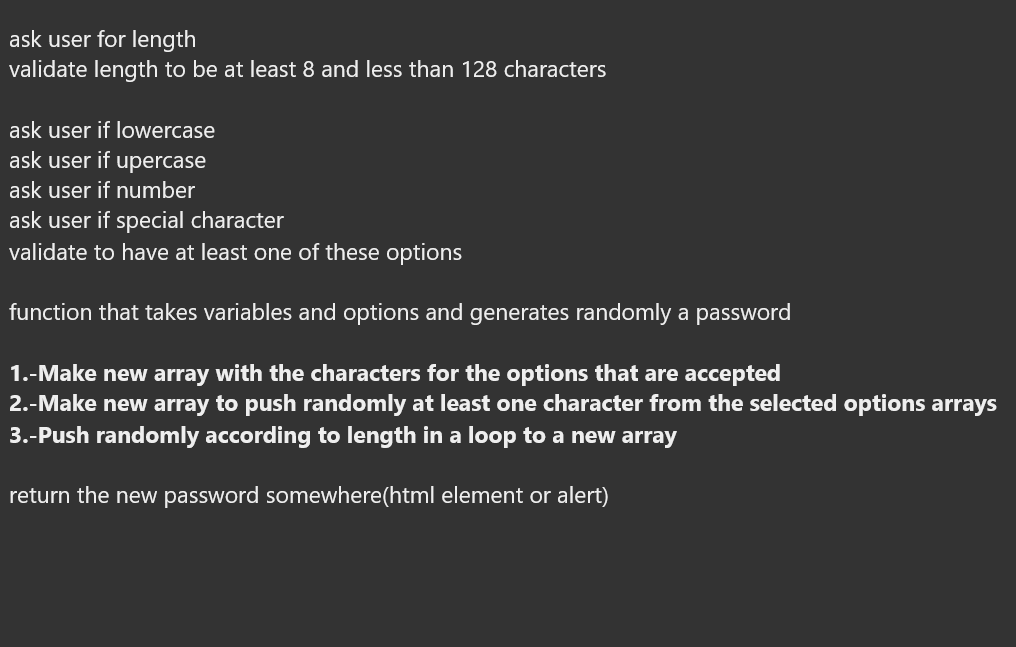 ask user for length
validate length to be at least 8 and less than 128 characters
ask user if lowercase
ask user if upercase
ask user if number
ask user if special character
validate to have at least one of these options
function that takes variables and options and generates randomly a password
1.-Make new array with the characters for the options that are accepted
2.-Make new array to push randomly at least one character from the selected options arrays
3.-Push randomly according to length in a loop to a new array
return the new password somewhere(html element or alert)